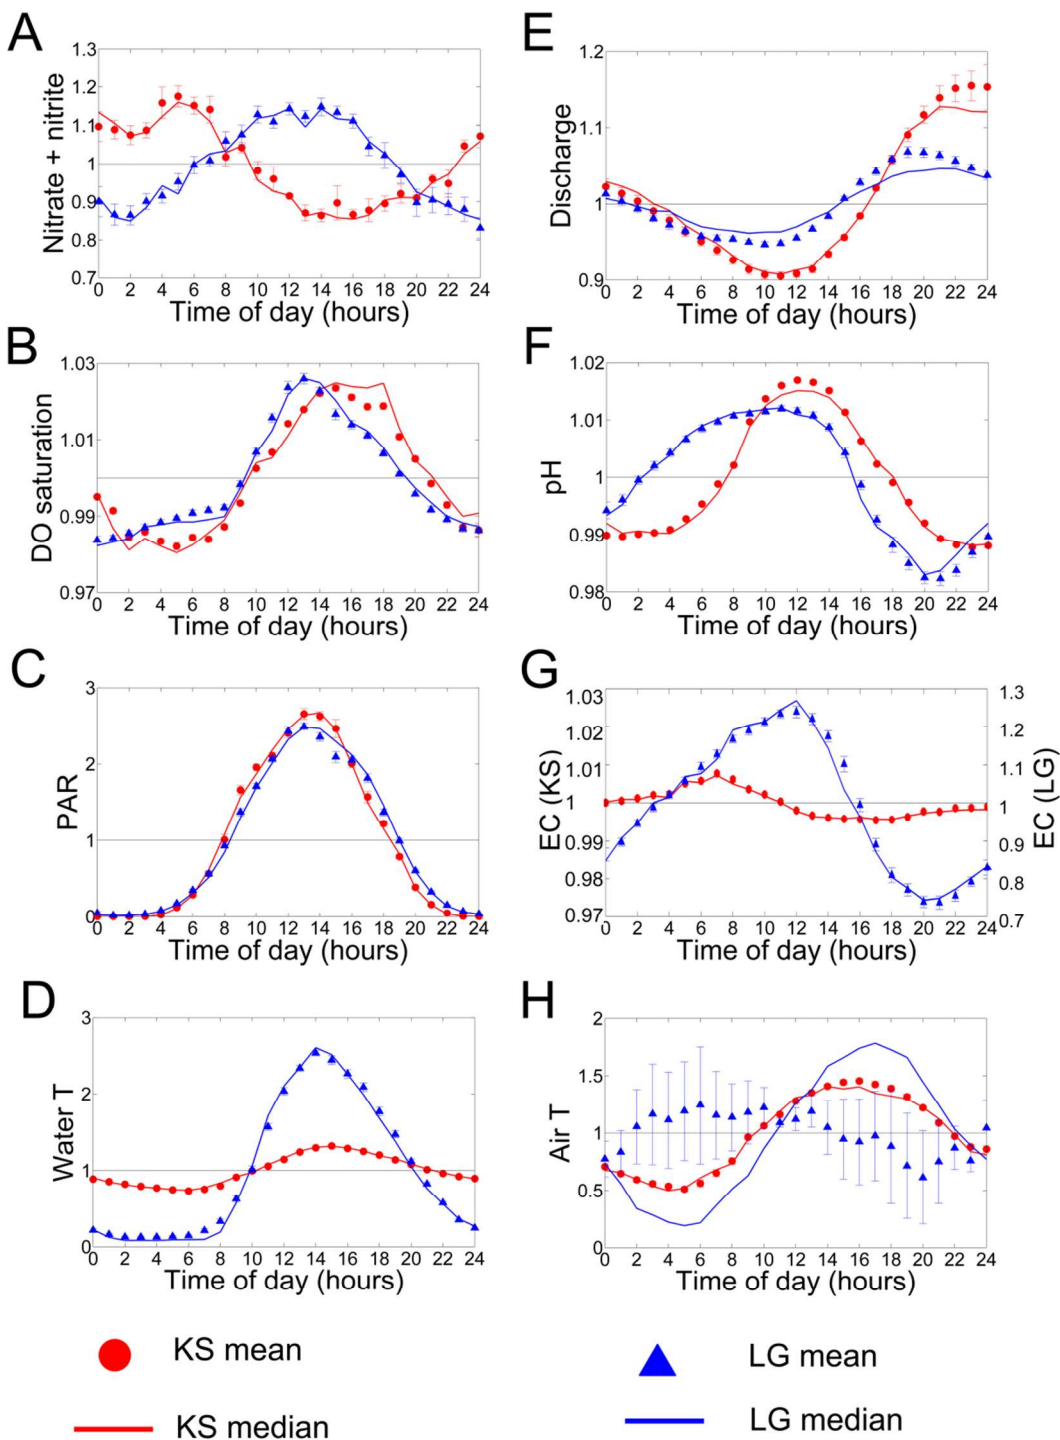 A
Nitrate + nitrite
1.3
1.2
1.1
1
0.9
0.8
0.7
0 2 4 6 8 10 12 14 16 18 20 22 24
Time of day (hours)
E
Discharge
1.2
1.1
1
0.9
0 2 4 6 8 10 12 14 16 18 20 22 24
Time of day (hours)
B
DO saturation
1.03
1.01
0.99
0.97
0 2 4 6 8 10 12 14 16 18 20 22 24
Time of day (hours)
F
pH
1.02
1.01
1
0.99
0.98
0 2 4 6 8 10 12 14 16 18 20 22 24
Time of day (hours)
C
PAR
3
2
1
0
0 2 4 6 8 10 12 14 16 18 20 22 24
Time of day (hours)
G
EC (KS)
1.03
1.02
1.01
1
0.99
0.98
0.97
EC (LG)
1.3
1.2
1.1
1
0.9
0.8
0.7
0 2 4 6 8 10 12 14 16 18 20 22 24
Time of day (hours)
D
Water T
3
2
1
0
0 2 4 6 8 10 12 14 16 18 20 22 24
Time of day (hours)
H
Air T
2
1.5
1
0.5
0
0 2 4 6 8 10 12 14 16 18 20 22 24
Time of day (hours)
KS mean
LG mean
KS median
LG median